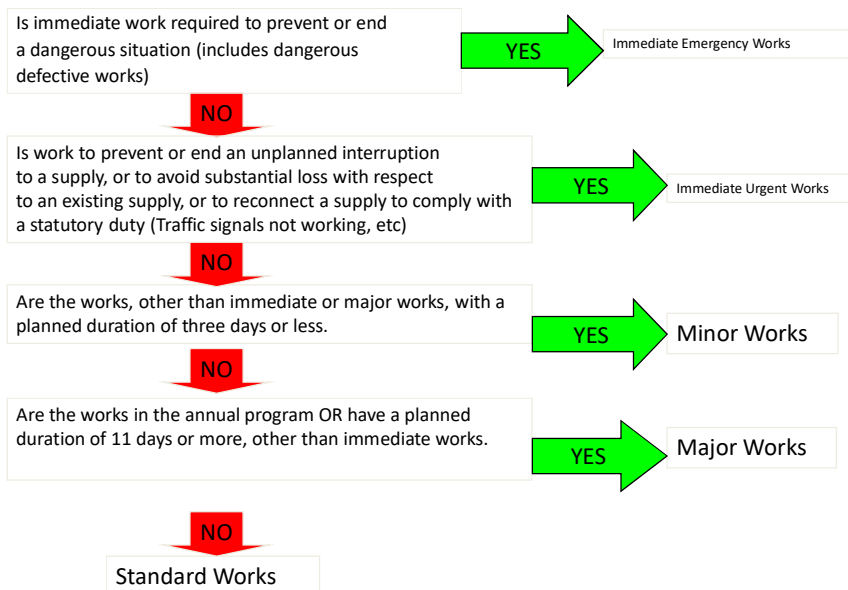 Is immediate work required to prevent or end
a dangerous situation (includes dangerous
defective works)
YES
Immediate Emergency Works
NO
Is work to prevent or end an unplanned interruption
to a supply, or to avoid substantial loss with respect
to an existing supply, or to reconnect a supply to comply with
a statutory duty (Traffic signals not working, etc)
YES
Immediate Urgent Works
NO
Are the works, other than immediate or major works, with a
planned duration of three days or less.
YES
Minor Works
NO
Are the works in the annual program OR have a planned
duration of 11 days or more, other than immediate works.
YES
Major Works
NO
Standard Works